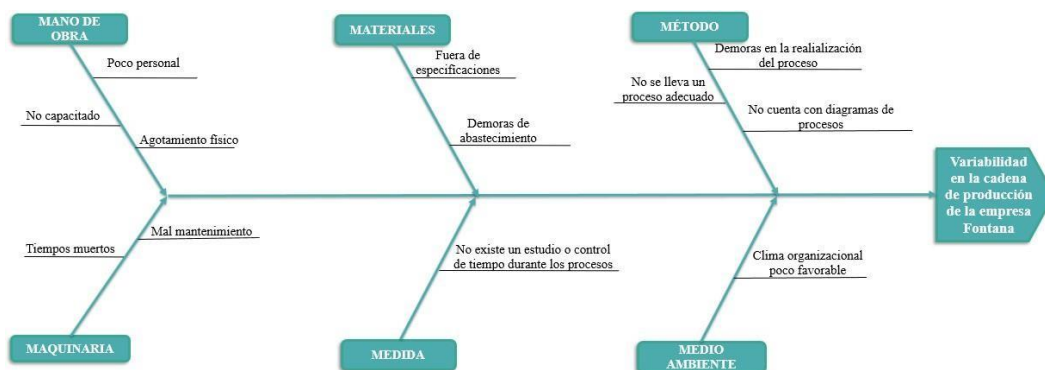 MANO DE
OBRA
MATERIALES
MÉTODO
Poco personal
No capacitado
Agotamiento físico
Fuera de
especificaciones
Demoras de
abastecimiento
Demoras en la realialización
del proceso
No se lleva un
proceso adecuado
No cuenta con diagramas de
procesos
Variabilidad
en la cadena
de producción
de la empresa
Fontana
Mal mantenimiento
Tiempos muertos
No existe un estudio o control
de tiempo durante los procesos
Clima organizacional
poco favorable
MAQUINARIA
MEDIDA
MEDIO
AMBIENTE